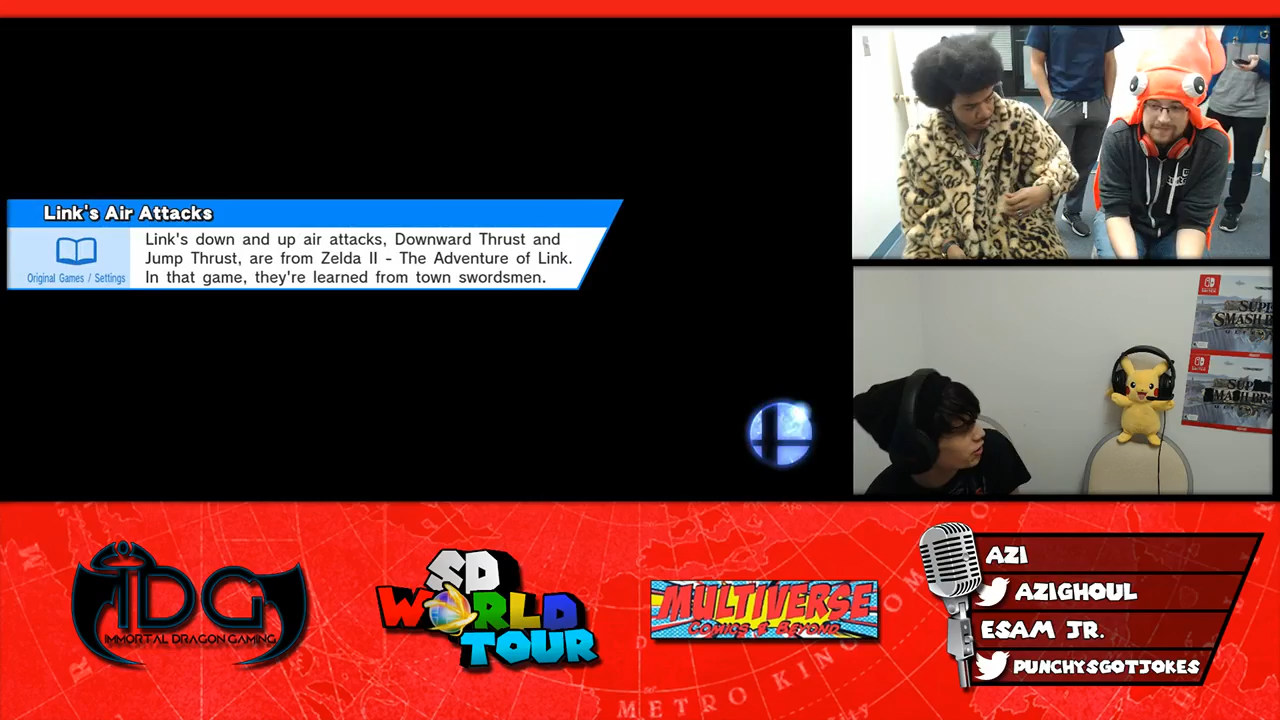 Link's Air Attacks
Original Games / Settings
Link's down and up air attacks, Downward Thrust and
Jump Thrust, are from Zelda II - The Adventure of Link.
In that game, they're learned from town swordsmen.
IDG
IMMORTAL DRAGON GAMING
SD
WORLD
TOUR
MULTIVERSE
COMICS & BEYOND
AZI
AZIGHOUL
ESAM JR.
PUNCHYSGOTJOKES
METRO KIN